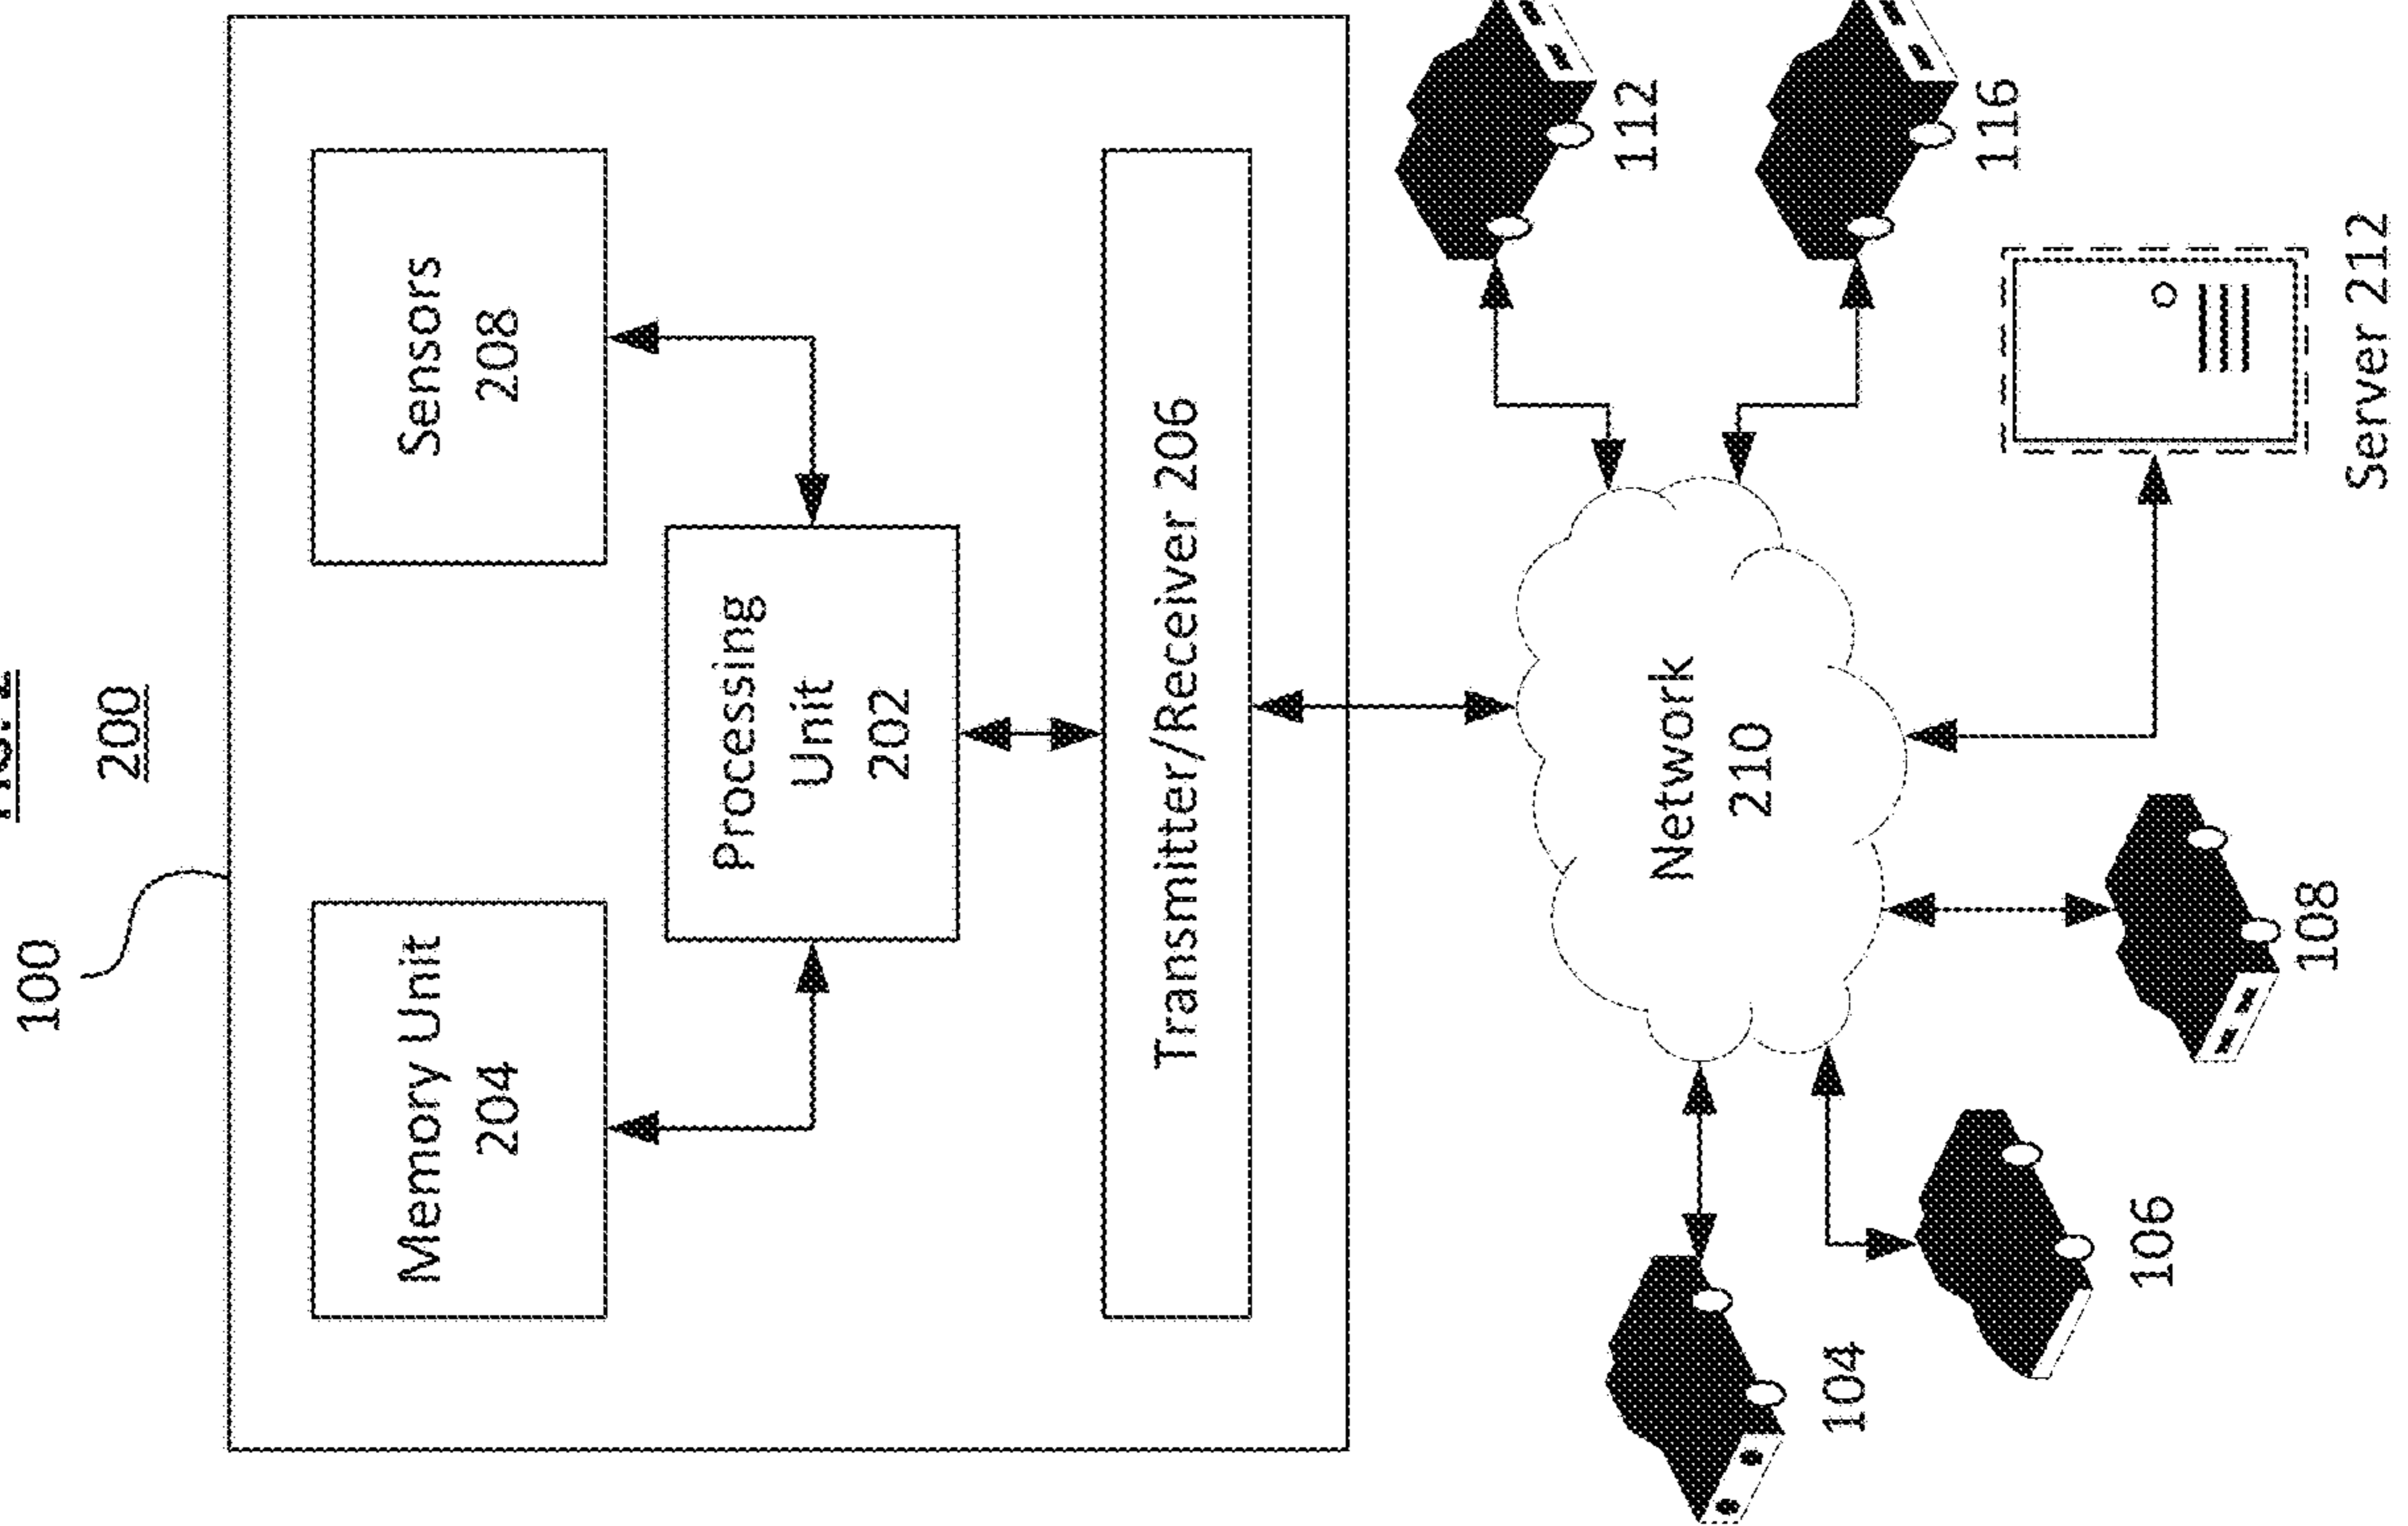 FIG. 2
100
200
Memory Unit
204
Sensors
208
Processing
Unit
202
Transmitter/Receiver 206
Network
210
112
104
116
106
108
Server 212